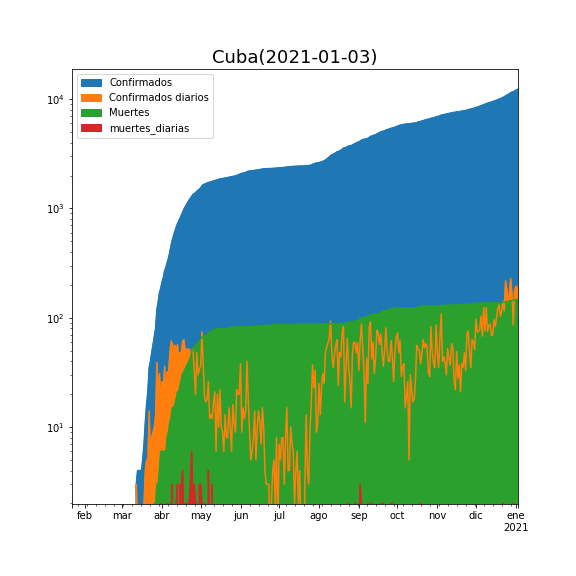 Cuba(2021-01-03)
Confirmados
Confirmados diarios
Muertes
muertes_diarias
10⁴
10³
10²
10¹
feb mar abr may jun jul ago sep oct nov dic ene
2021